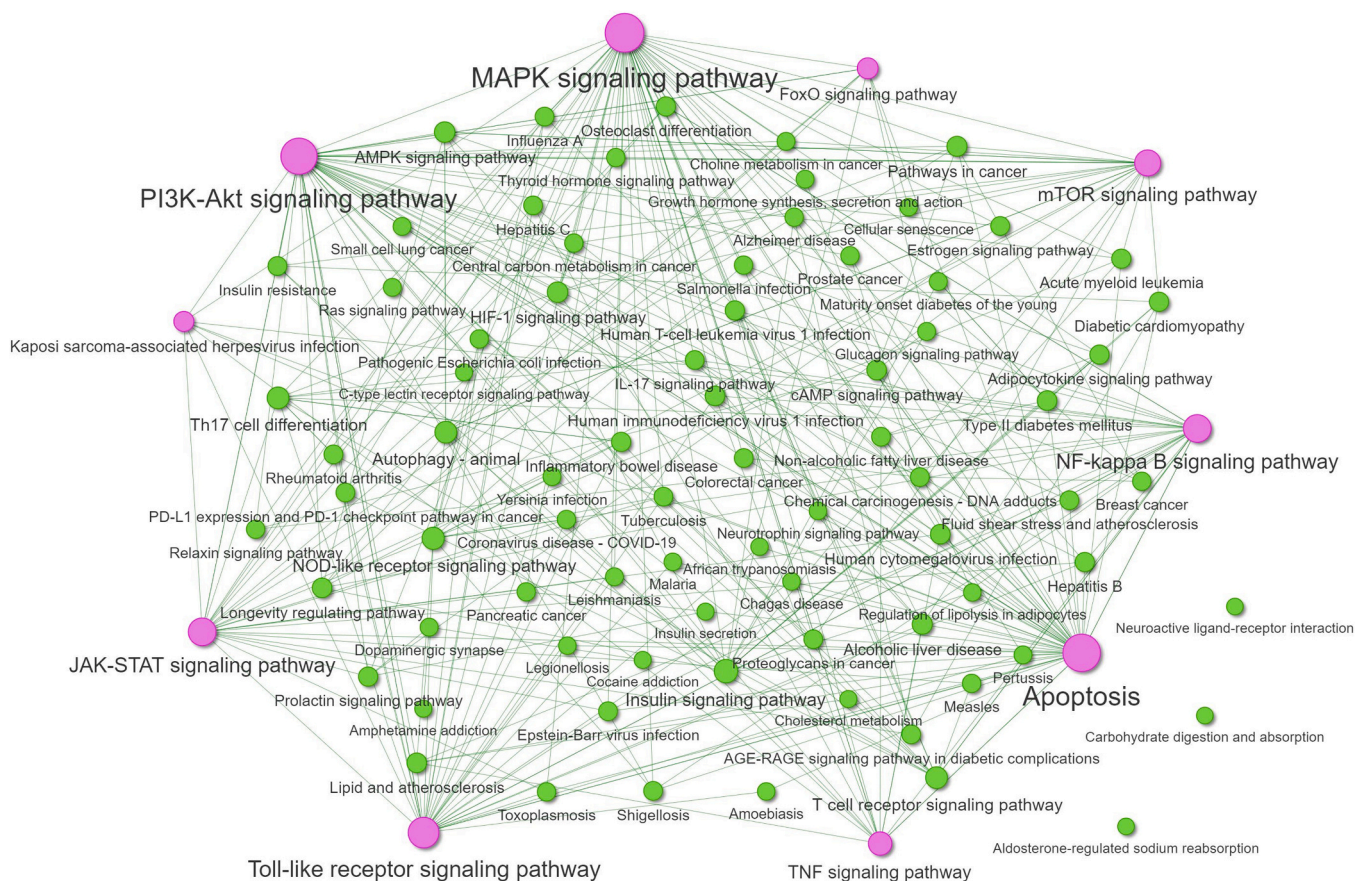 MAPK signaling pathway
FoxO signaling pathway
Osteoclast differentiation
Influenza A
AMPK signaling pathway
Choline metabolism in cancer
Pathways in cancer
Thyroid hormone signaling pathway
PI3K-Akt signaling pathway
mTOR signaling pathway
Growth hormone synthesis, secretion and action
Hepatitis C
Cellular senescence
Small cell lung cancer
Alzheimer disease
Estrogen signaling pathway
Central carbon metabolism in cancer
Prostate cancer
Insulin resistance
Salmonella infection
Acute myeloid leukemia
Ras signaling pathway
HIF-1 signaling pathway
Maturity onset diabetes of the young
Diabetic cardiomyopathy
Human T-cell leukemia virus 1 infection
Kaposi sarcoma-associated herpesvirus infection
Glucagon signaling pathway
Pathogenic Escherichia coli infection
Adipocytokine signaling pathway
IL-17 signaling pathway
C-type lectin receptor signaling pathway
cAMP signaling pathway
Th17 cell differentiation
Human immunodeficiency virus 1 infection
Type II diabetes mellitus
Autophagy - animal
Inflammatory bowel disease
Non-alcoholic fatty liver disease
NF-kappa B signaling pathway
Rheumatoid arthritis
Colorectal cancer
Yersinia infection
Chemical carcinogenesis - DNA adducts
Breast cancer
PD-L1 expression and PD-1 checkpoint pathway in cancer
Tuberculosis
Fluid shear stress and atherosclerosis
Neurotrophin signaling pathway
Coronavirus disease - COVID-19
Relaxin signaling pathway
NOD-like receptor signaling pathway
Human cytomegalovirus infection
African trypanosomiasis
Malaria
Hepatitis B
Leishmaniasis
Chagas disease
Longevity regulating pathway
Pancreatic cancer
Regulation of lipolysis in adipocytes
Neuroactive ligand-receptor interaction
Insulin secretion
Dopaminergic synapse
Alcoholic liver disease
JAK-STAT signaling pathway
Legionellosis
Proteoglycans in cancer
Pertussis
Cocaine addiction
Apoptosis
Prolactin signaling pathway
Insulin signaling pathway
Measles
Cholesterol metabolism
Amphetamine addiction
Epstein-Barr virus infection
Carbohydrate digestion and absorption
AGE-RAGE signaling pathway in diabetic complications
Lipid and atherosclerosis
T cell receptor signaling pathway
Toxoplasmosis
Shigellosis
Amoebiasis
Aldosterone-regulated sodium reabsorption
Toll-like receptor signaling pathway
TNF signaling pathway